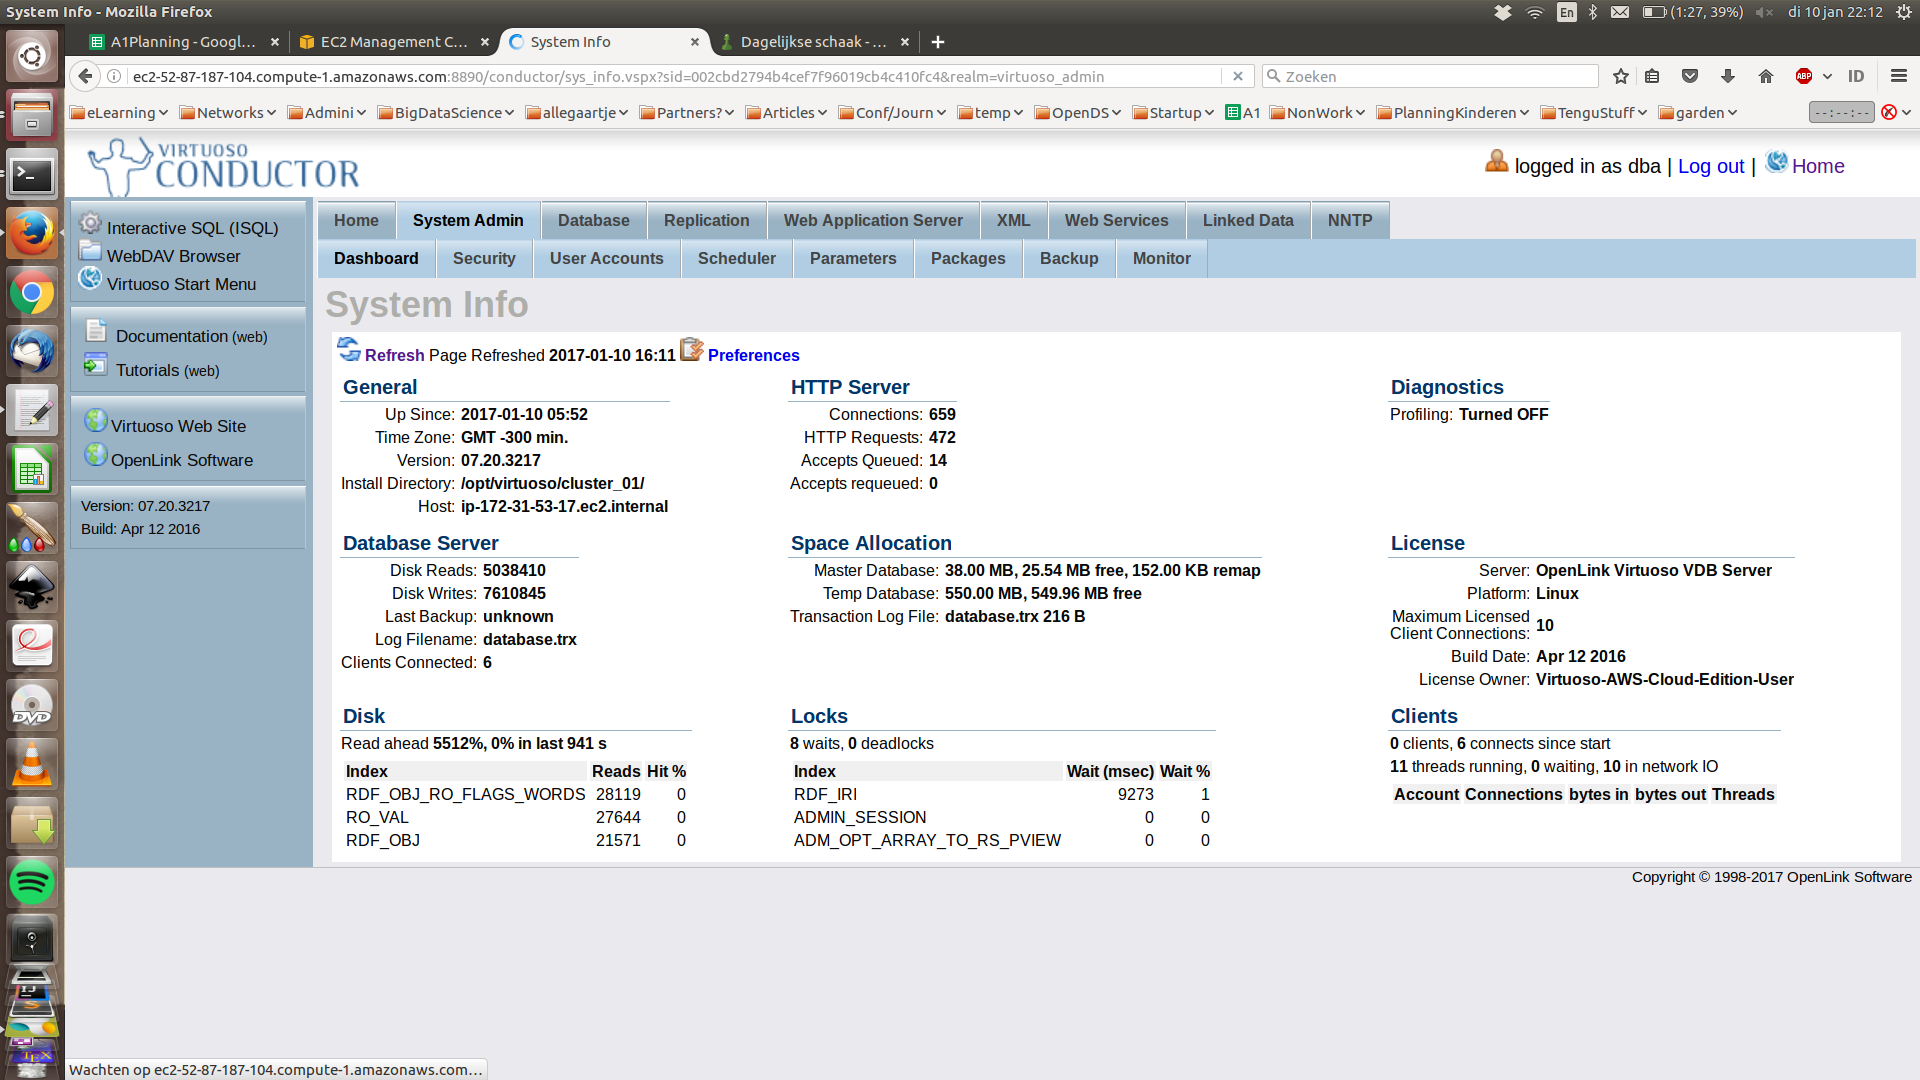 System Info - Mozilla Firefox
En (1:27, 39%) di 10 jan 22:12
A1Planning - Googl…
EC2 Management C…
System Info
Dagelijkse schaak - …
ec2-52-87-187-104.compute-1.amazonaws.com:8890/conductor/sys_info.vspx?sid=002cbd2794b4cef7f96019cb4c410fc4&realm=virtuoso_admin
Zoeken
ABP
ID
eLearning Networks Admini BigDataScience allegaartje Partners? Articles Conf/Journ temp OpenDS Startup A1 NonWork PlanningKinderen TenguStuff garden --:--:--
VIRTUOSO
CONDUCTOR
logged in as dba | Log out | Home
Interactive SQL (ISQL)
WebDAV Browser
Virtuoso Start Menu
Documentation (web)
Tutorials (web)
Virtuoso Web Site
OpenLink Software
Version: 07.20.3217
Build: Apr 12 2016
Home System Admin Database Replication Web Application Server XML Web Services Linked Data NNTP
Dashboard Security User Accounts Scheduler Parameters Packages Backup Monitor
System Info
Refresh Page Refreshed 2017-01-10 16:11 Preferences
General
Up Since: 2017-01-10 05:52
Time Zone: GMT -300 min.
Version: 07.20.3217
Install Directory: /opt/virtuoso/cluster_01/
Host: ip-172-31-53-17.ec2.internal
HTTP Server
Connections: 659
HTTP Requests: 472
Accepts Queued: 14
Accepts requeued: 0
Diagnostics
Profiling: Turned OFF
Database Server
Disk Reads: 5038410
Disk Writes: 7610845
Last Backup: unknown
Log Filename: database.trx
Clients Connected: 6
Space Allocation
Master Database: 38.00 MB, 25.54 MB free, 152.00 KB remap
Temp Database: 550.00 MB, 549.96 MB free
Transaction Log File: database.trx 216 B
License
Server: OpenLink Virtuoso VDB Server
Platform: Linux
Maximum Licensed
Client Connections: 10
Build Date: Apr 12 2016
License Owner: Virtuoso-AWS-Cloud-Edition-User
Disk
Read ahead 5512%, 0% in last 941 s
Index Reads Hit %
RDF_OBJ_RO_FLAGS_WORDS 28119 0
RO_VAL 27644 0
RDF_OBJ 21571 0
Locks
8 waits, 0 deadlocks
Index Wait (msec) Wait %
RDF_IRI 9273 1
ADMIN_SESSION 0 0
ADM_OPT_ARRAY_TO_RS_PVIEW 0 0
Clients
0 clients, 6 connects since start
11 threads running, 0 waiting, 10 in network IO
Account Connections bytes in bytes out Threads
Copyright © 1998-2017 OpenLink Software
DVD
IJ
S
TEX
Wachten op ec2-52-87-187-104.compute-1.amazonaws.com…